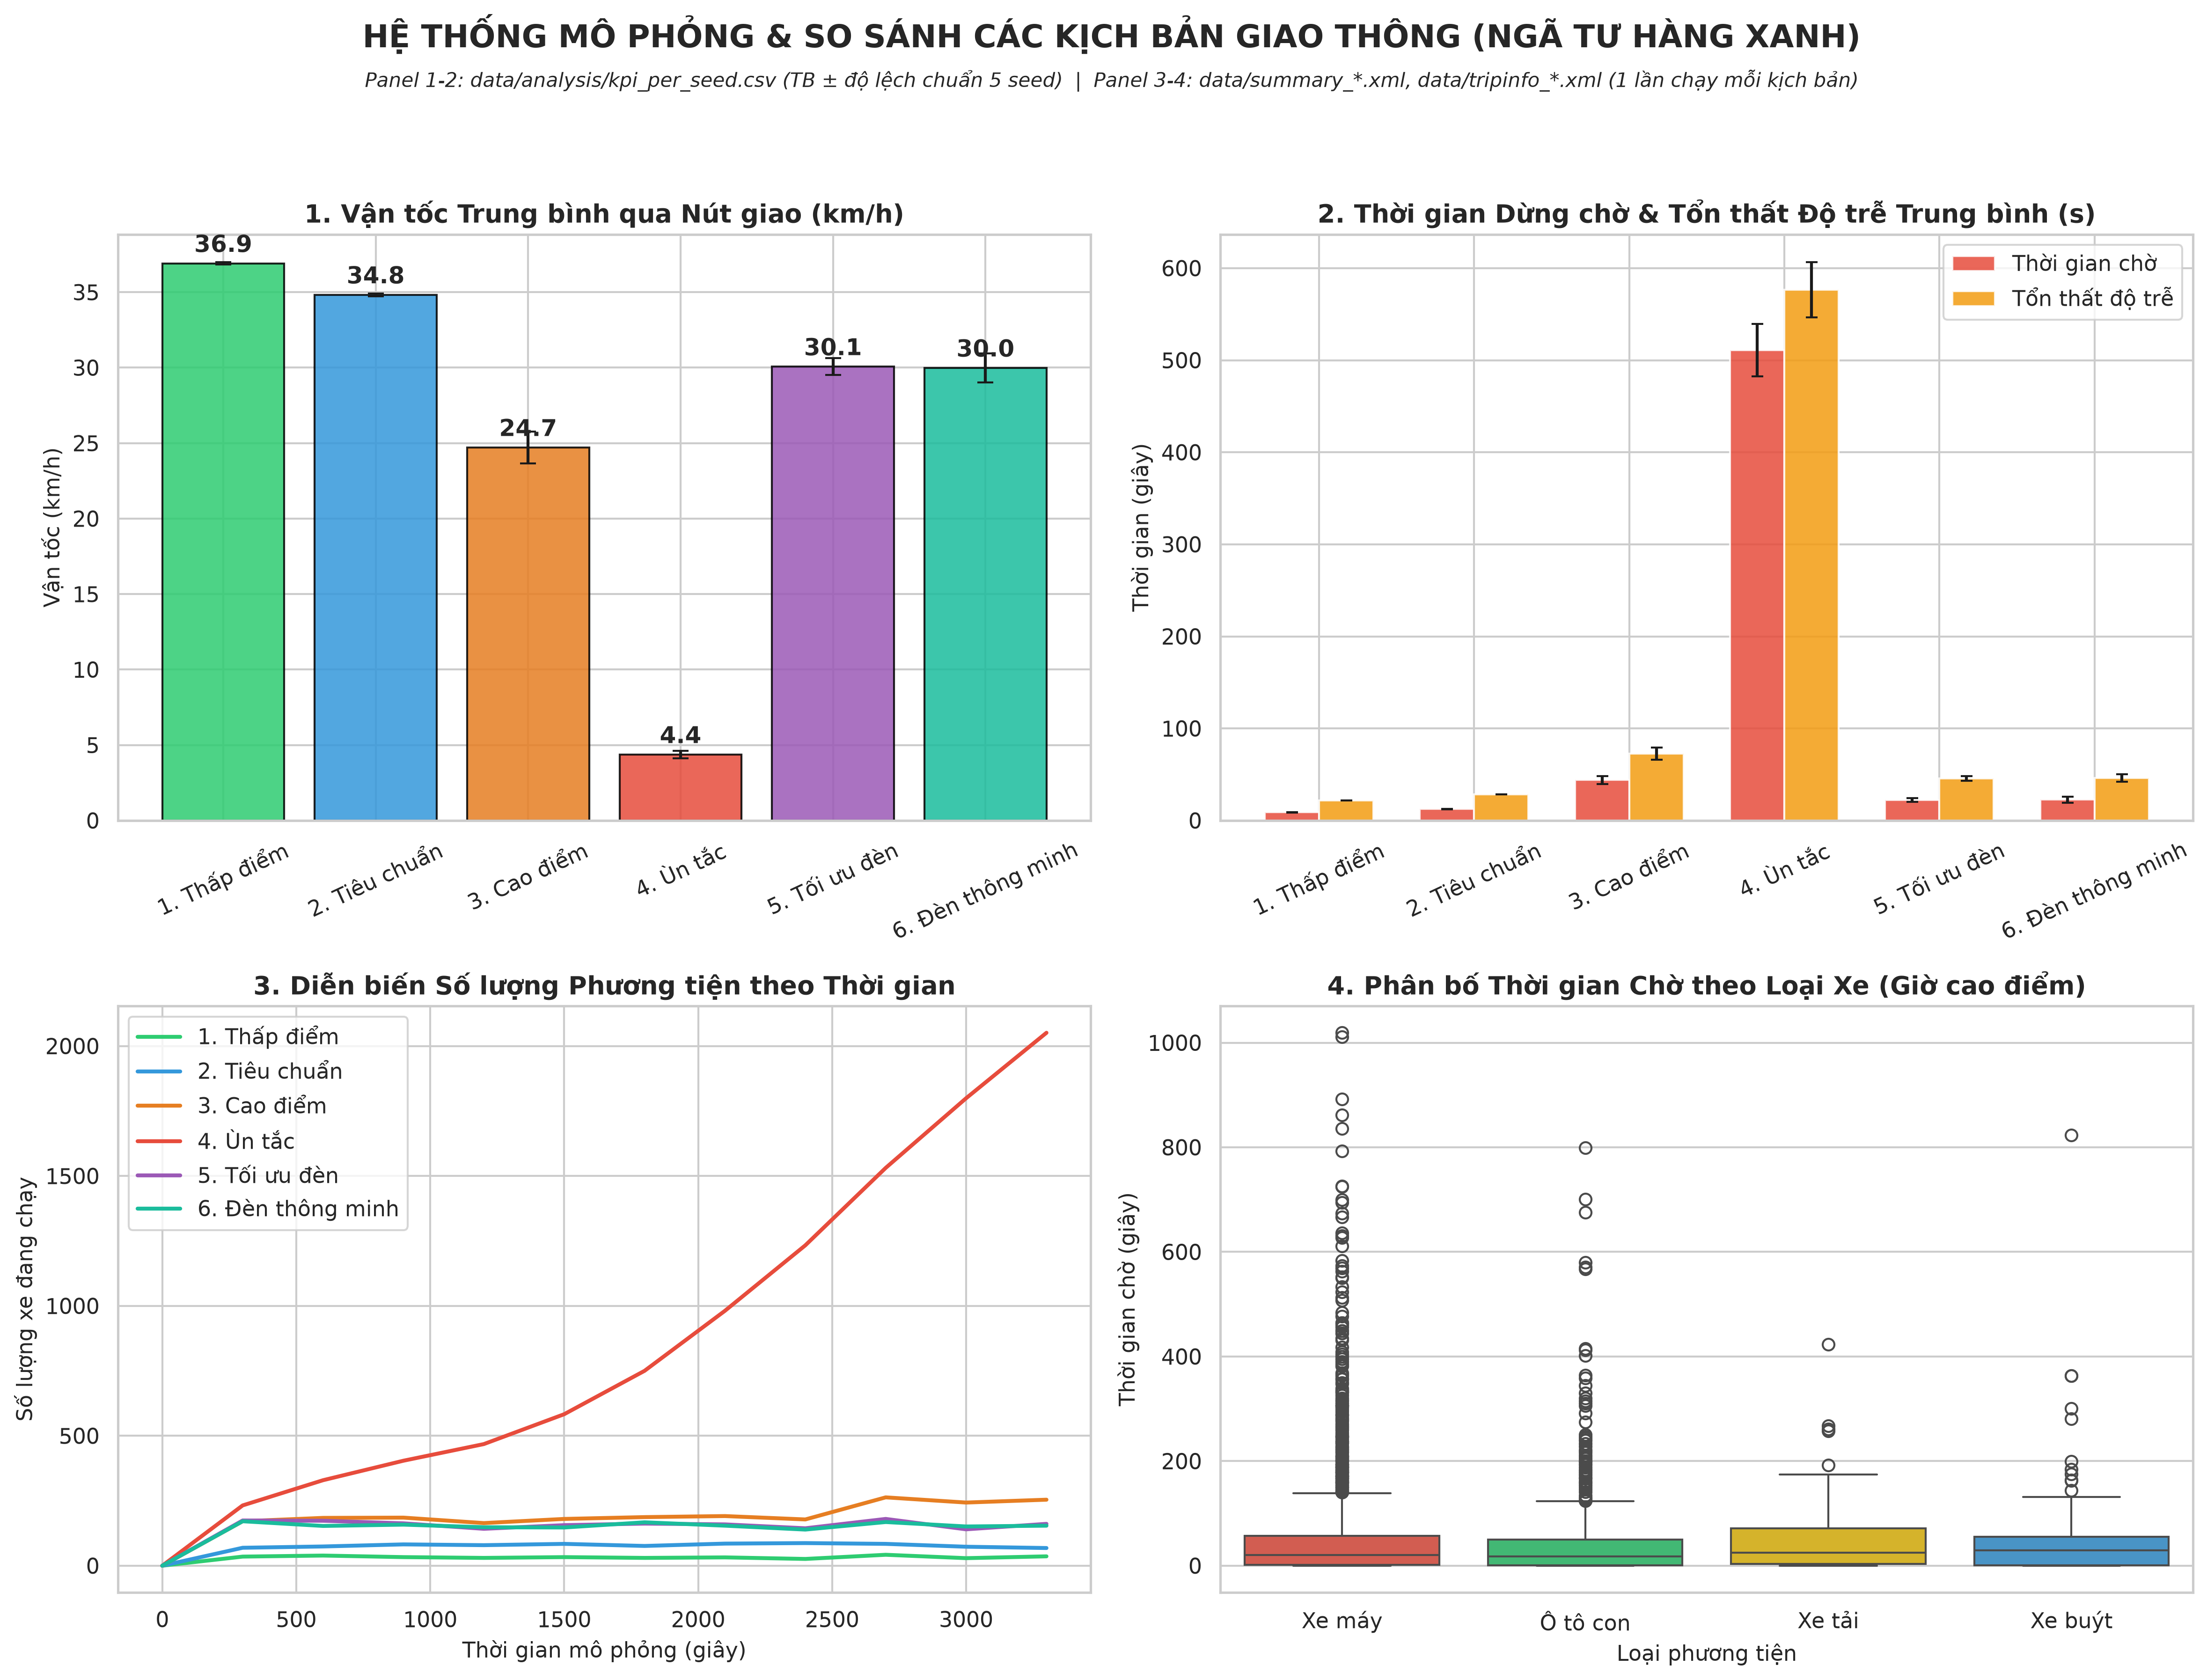 HỆ THỐNG MÔ PHỎNG & SO SÁNH CÁC KỊCH BẢN GIAO THÔNG (NGÃ TƯ HÀNG XANH)
Panel 1-2: data/analysis/kpi_per_seed.csv (TB ± độ lệch chuẩn 5 seed) | Panel 3-4: data/summary_*.xml, data/tripinfo_*.xml (1 lần chạy mỗi kịch bản)
1. Vận tốc Trung bình qua Nút giao (km/h)
Vận tốc (km/h)
35
30
25
20
15
10
5
0
36.9
34.8
24.7
4.4
30.1
30.0
1. Thấp điểm
2. Tiêu chuẩn
3. Cao điểm
4. Ùn tắc
5. Tối ưu đèn
6. Đèn thông minh
2. Thời gian Dừng chờ & Tổn thất Độ trễ Trung bình (s)
Thời gian (giây)
600
500
400
300
200
100
0
Thời gian chờ
Tổn thất độ trễ
1. Thấp điểm
2. Tiêu chuẩn
3. Cao điểm
4. Ùn tắc
5. Tối ưu đèn
6. Đèn thông minh
3. Diễn biến Số lượng Phương tiện theo Thời gian
Số lượng xe đang chạy
2000
1500
1000
500
0
1. Thấp điểm
2. Tiêu chuẩn
3. Cao điểm
4. Ùn tắc
5. Tối ưu đèn
6. Đèn thông minh
0 500 1000 1500 2000 2500 3000
Thời gian mô phỏng (giây)
4. Phân bố Thời gian Chờ theo Loại Xe (Giờ cao điểm)
Thời gian chờ (giây)
1000
800
600
400
200
0
Xe máy Ô tô con Xe tải Xe buýt
Loại phương tiện